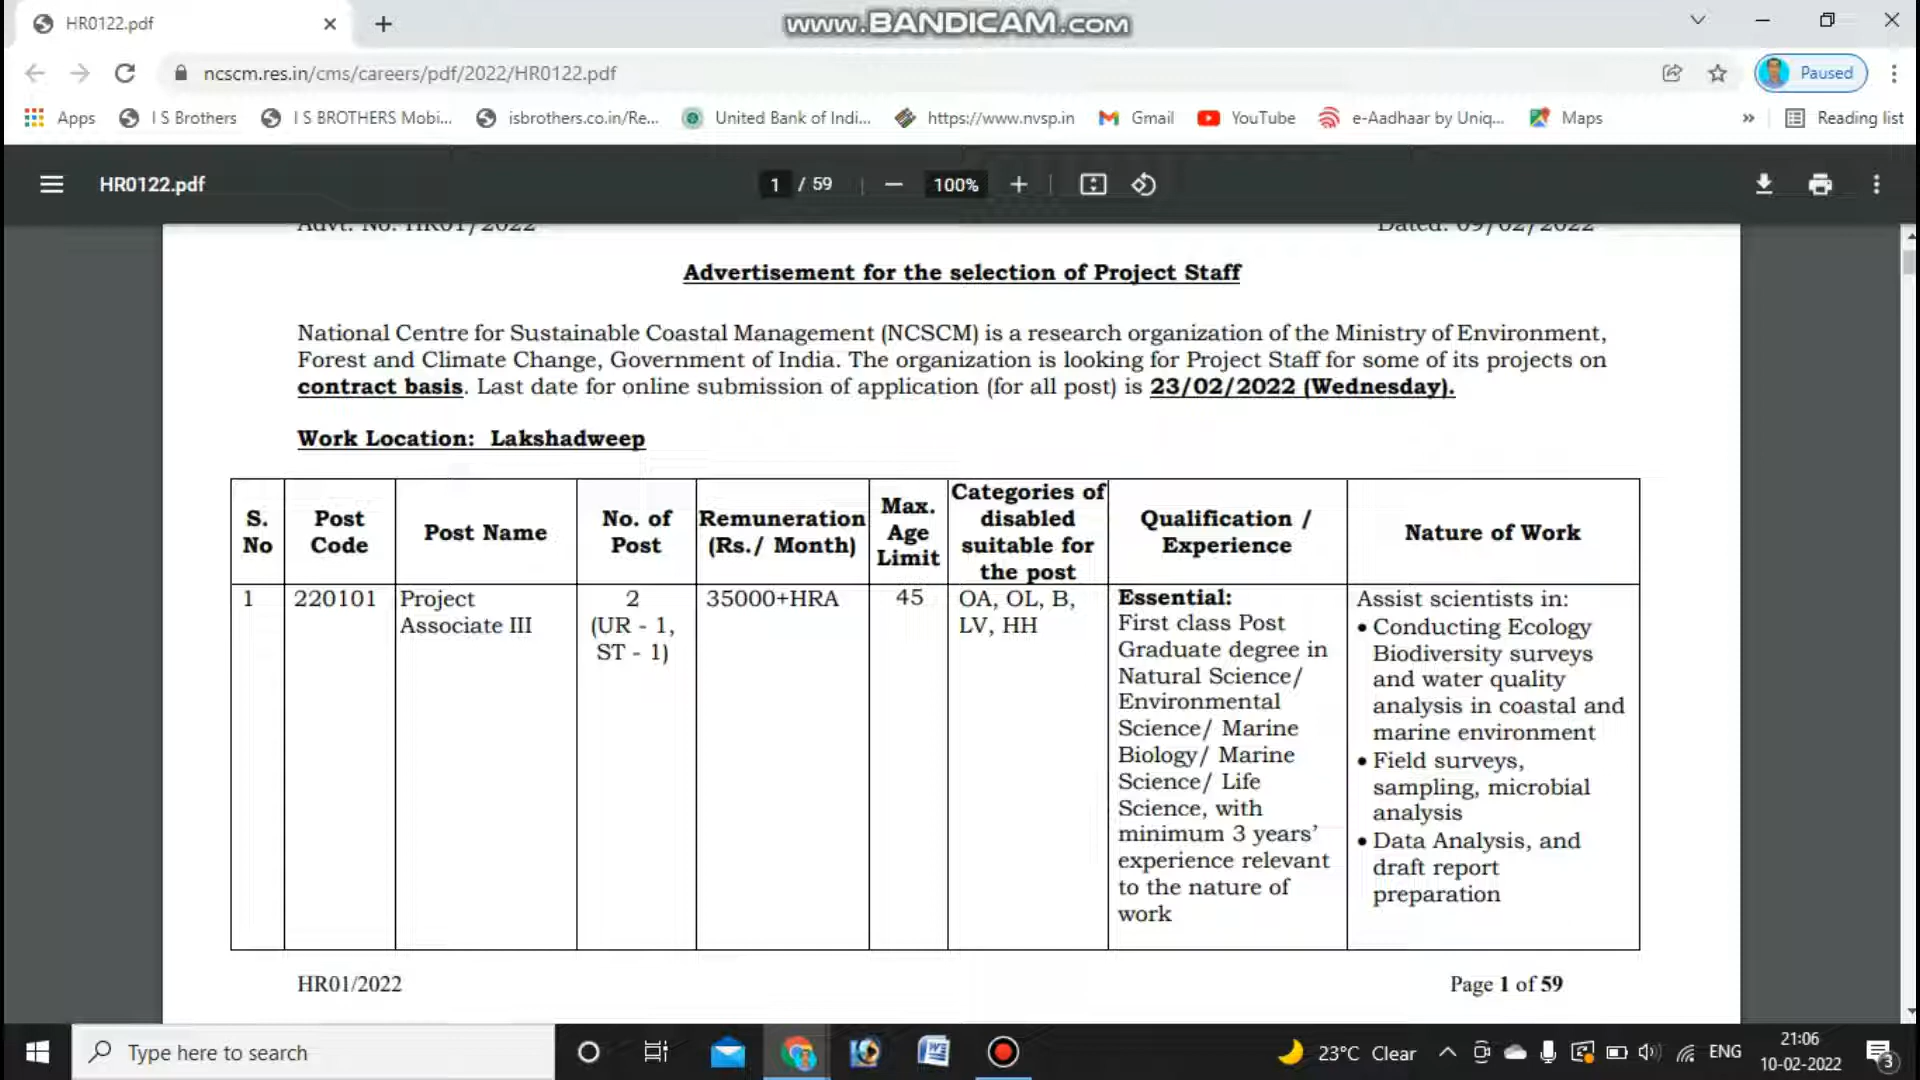 HR0122.pdf
www.BANDICAM.com
ncscm.res.in/cms/careers/pdf/2022/HR0122.pdf
Paused
Apps
I S Brothers
I S BROTHERS Mobi...
isbrothers.co.in/Re...
United Bank of Indi...
https://www.nvsp.in
Gmail
YouTube
e-Aadhaar by Uniq...
Maps
»
Reading list
HR0122.pdf
1 / 59
100%
Advt. No. HR01/2022
Dated: 09/02/2022
Advertisement for the selection of Project Staff
National Centre for Sustainable Coastal Management (NCSCM) is a research organization of the Ministry of Environment,
Forest and Climate Change, Government of India. The organization is looking for Project Staff for some of its projects on
contract basis. Last date for online submission of application (for all post) is 23/02/2022 (Wednesday).
Work Location: Lakshadweep
S.
No
Post
Code
Post Name
No. of
Post
Remuneration
(Rs./ Month)
Max.
Age
Limit
Categories of
disabled
suitable for
the post
Qualification /
Experience
Nature of Work
1
220101
Project
Associate III
2
(UR - 1,
ST - 1)
35000+HRA
45
OA, OL, B,
LV, HH
Essential:
First class Post
Graduate degree in
Natural Science/
Environmental
Science/ Marine
Biology/ Marine
Science/ Life
Science, with
minimum 3 years’
experience relevant
to the nature of
work
Assist scientists in:
• Conducting Ecology
Biodiversity surveys
and water quality
analysis in coastal and
marine environment
• Field surveys,
sampling, microbial
analysis
• Data Analysis, and
draft report
preparation
HR01/2022
Page 1 of 59
Type here to search
23°C Clear
ENG
21:06
10-02-2022
3